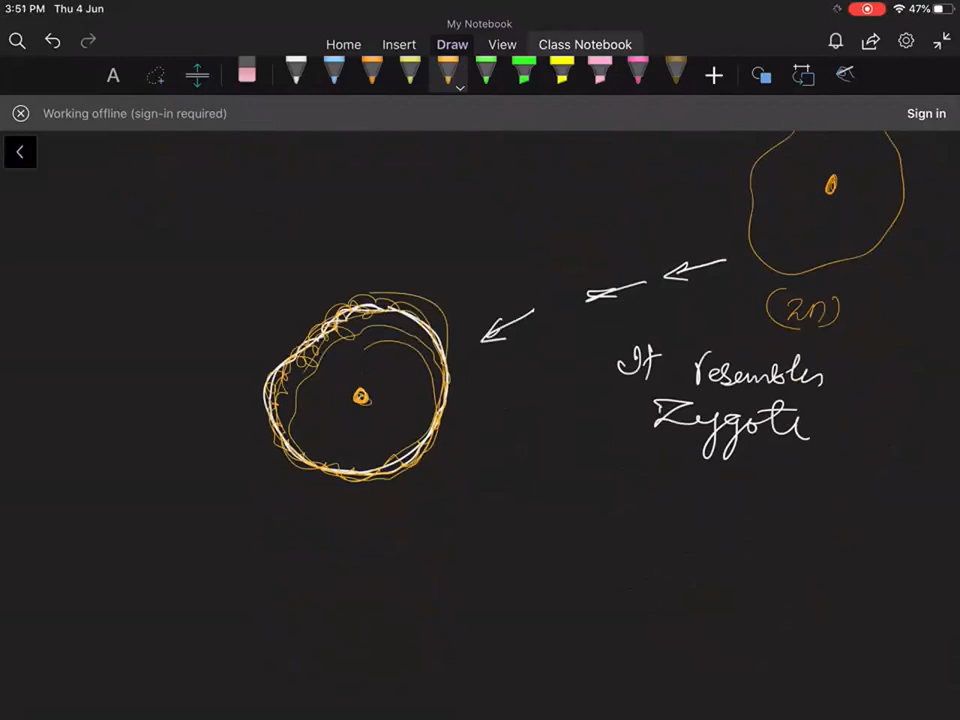 3:51 PM Thu 4 Jun
47%
My Notebook
Home Insert Draw View Class Notebook
A
Working offline (sign-in required)
Sign in
(2n)
It resembles
Zygote